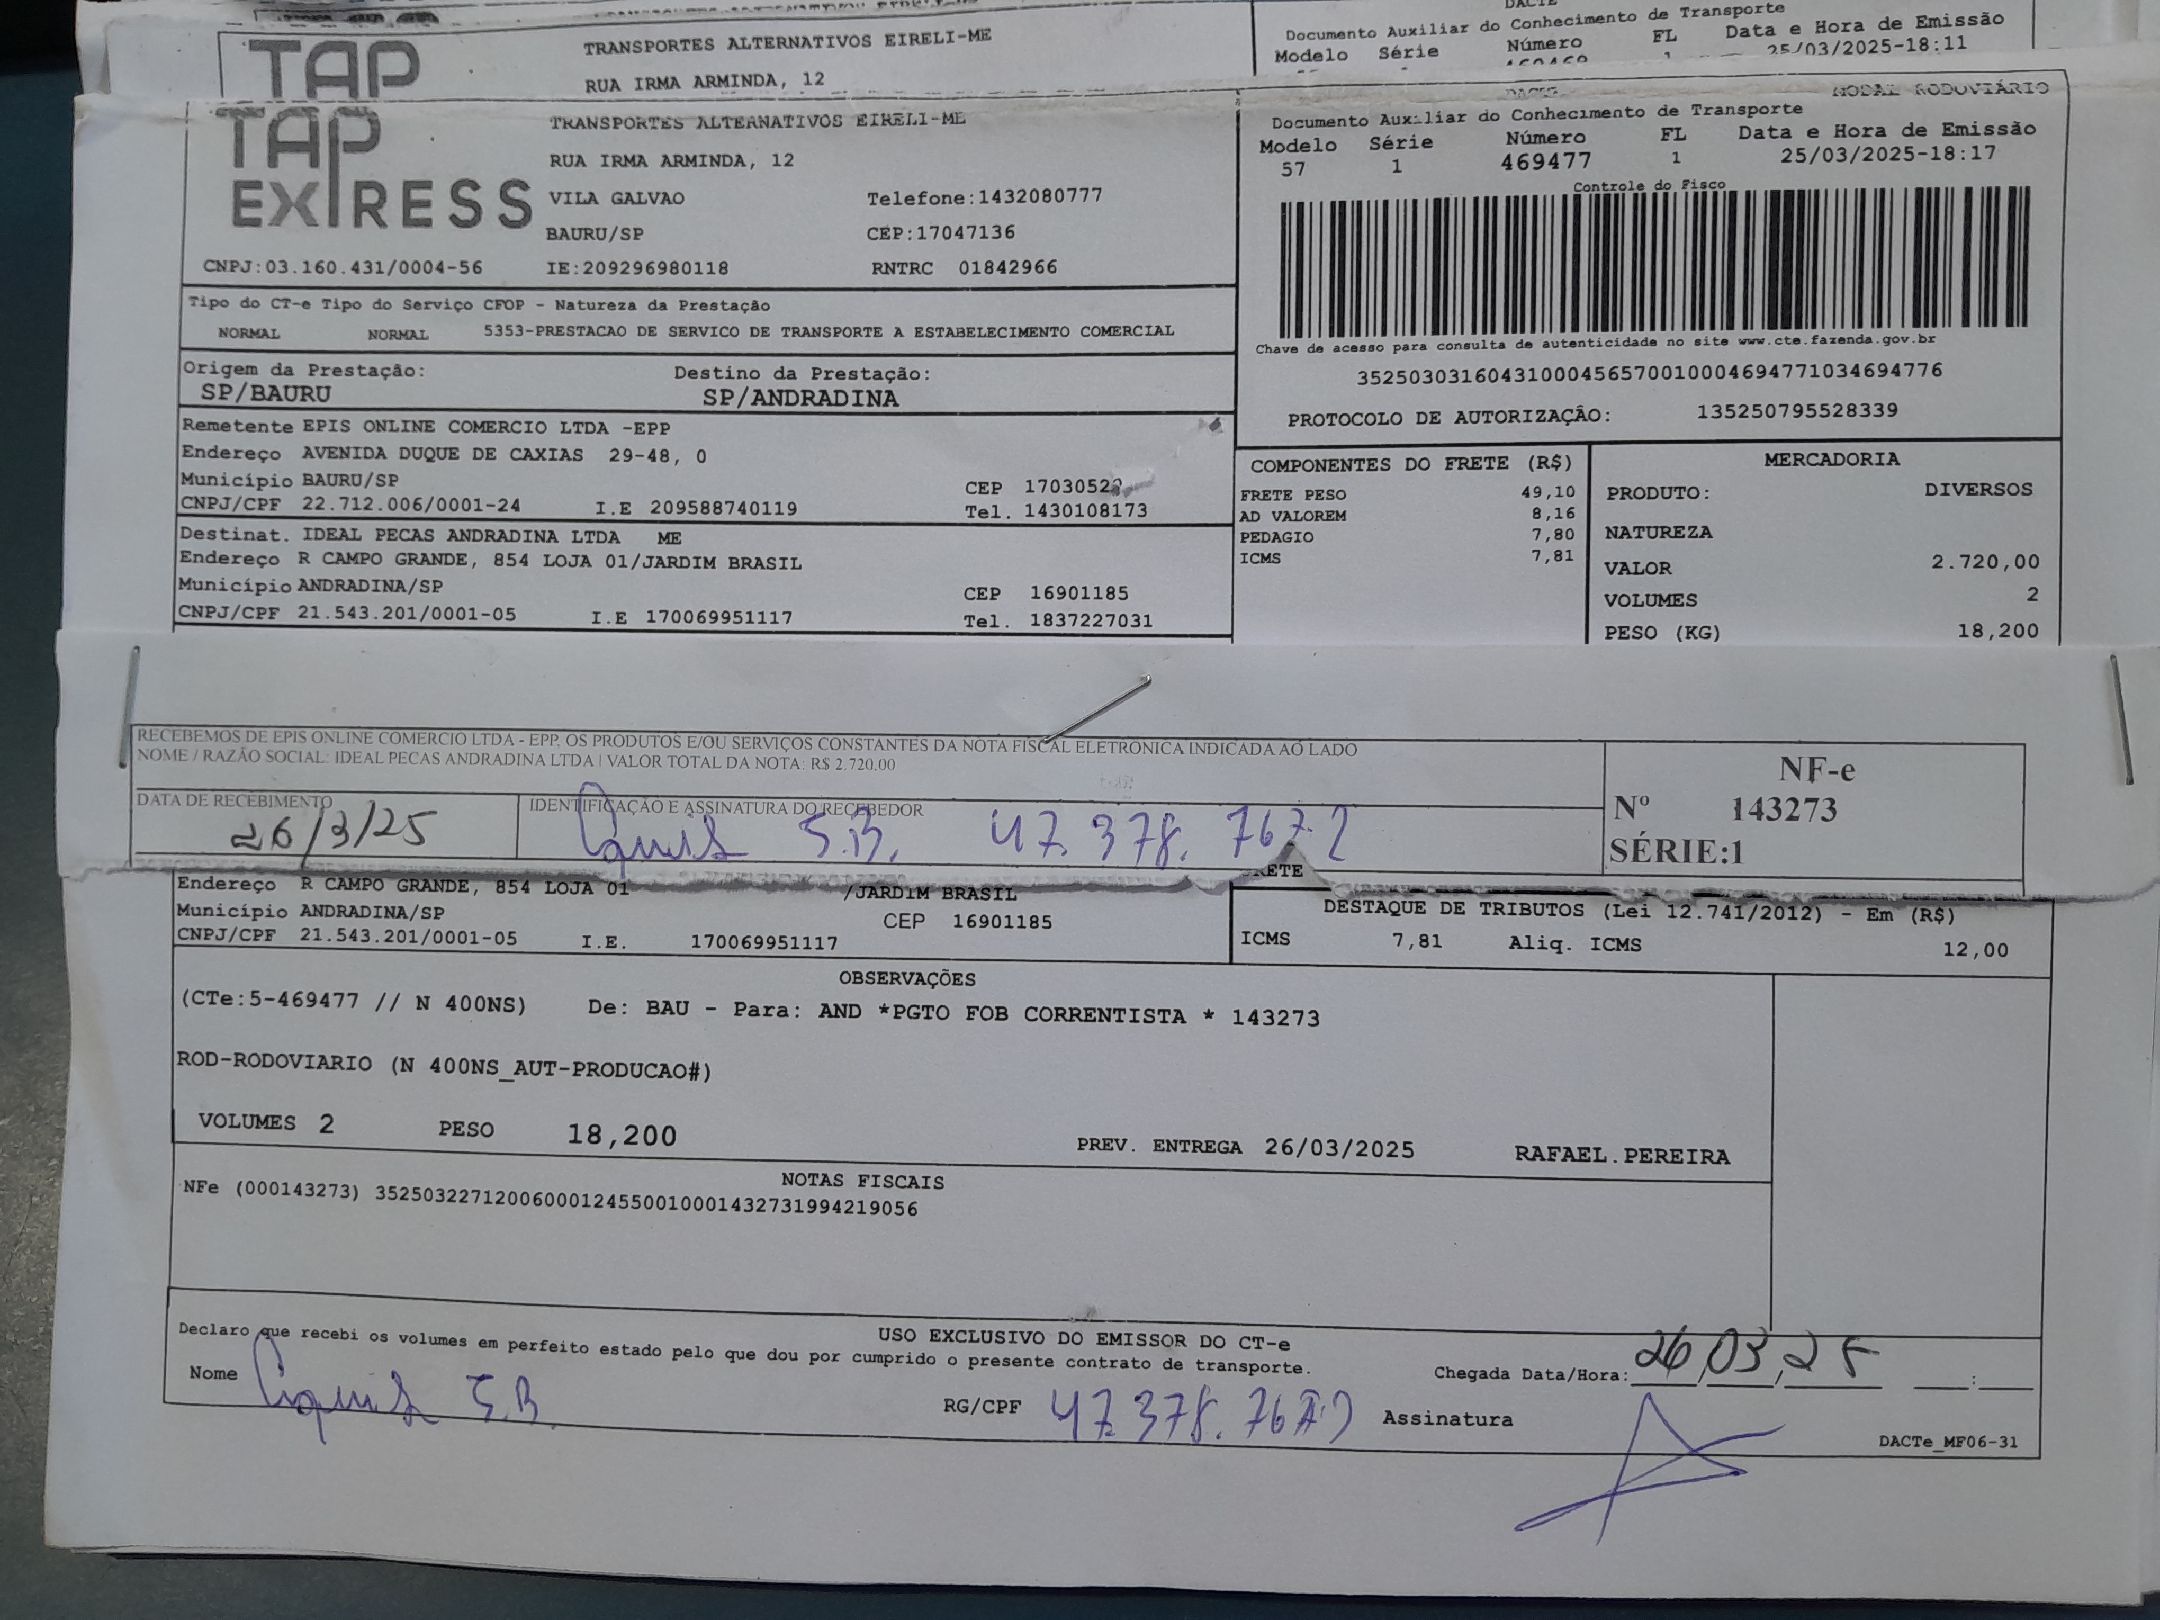 TAP
TRANSPORTES ALTERNATIVOS EIRELI-ME
RUA IRMA ARMINDA, 12
DACTE
Documento Auxiliar do Conhecimento de Transporte
Modelo Série Número FL Data e Hora de Emissão
1 25/03/2025-18:11
TAP EXPRESS
TRANSPORTES ALTERNATIVOS EIRELI-ME
RUA IRMA ARMINDA, 12
VILA GALVAO Telefone:1432080777
BAURU/SP CEP:17047136
CNPJ:03.160.431/0004-56 IE:209296980118 RNTRC 01842966
DACTE MODAL RODOVIÁRIO
Documento Auxiliar do Conhecimento de Transporte
Modelo Série Número FL Data e Hora de Emissão
57 1 469477 1 25/03/2025-18:17
Controle do Fisco
Chave de acesso para consulta de autenticidade no site www.cte.fazenda.gov.br
35250303160431000456570010004694771034694776
PROTOCOLO DE AUTORIZAÇÃO: 135250795528339
Tipo do CT-e Tipo do Serviço CFOP - Natureza da Prestação
NORMAL NORMAL 5353-PRESTACAO DE SERVICO DE TRANSPORTE A ESTABELECIMENTO COMERCIAL
Origem da Prestação: Destino da Prestação:
SP/BAURU SP/ANDRADINA
Remetente EPIS ONLINE COMERCIO LTDA -EPP
Endereço AVENIDA DUQUE DE CAXIAS 29-48, 0
Município BAURU/SP CEP 1703052
CNPJ/CPF 22.712.006/0001-24 I.E 209588740119 Tel. 1430108173
Destinat. IDEAL PECAS ANDRADINA LTDA ME
Endereço R CAMPO GRANDE, 854 LOJA 01/JARDIM BRASIL
Município ANDRADINA/SP CEP 16901185
CNPJ/CPF 21.543.201/0001-05 I.E 170069951117 Tel. 1837227031
COMPONENTES DO FRETE (R$)
FRETE PESO 49,10
AD VALOREM 8,16
PEDAGIO 7,80
ICMS 7,81
MERCADORIA
PRODUTO: DIVERSOS
NATUREZA
VALOR 2.720,00
VOLUMES 2
PESO (KG) 18,200
RECEBEMOS DE EPIS ONLINE COMERCIO LTDA - EPP, OS PRODUTOS E/OU SERVIÇOS CONSTANTES DA NOTA FISCAL ELETRONICA INDICADA AO LADO
NOME / RAZÃO SOCIAL: IDEAL PECAS ANDRADINA LTDA | VALOR TOTAL DA NOTA: R$ 2.720.00
DATA DE RECEBIMENTO IDENTIFICAÇÃO E ASSINATURA DO RECEBEDOR
26/3/25 S.B. 47.378.767-2
NF-e
Nº 143273
SÉRIE:1
Endereço R CAMPO GRANDE, 854 LOJA 01 /JARDIM BRASIL
Município ANDRADINA/SP CEP 16901185
CNPJ/CPF 21.543.201/0001-05 I.E. 170069951117
DESTAQUE DE TRIBUTOS (Lei 12.741/2012) - Em (R$)
ICMS 7,81 Aliq. ICMS 12,00
OBSERVAÇÕES
(CTe:5-469477 // N 400NS) De: BAU - Para: AND *PGTO FOB CORRENTISTA * 143273
ROD-RODOVIARIO (N 400NS_AUT-PRODUCAO#)
VOLUMES 2 PESO 18,200 PREV. ENTREGA 26/03/2025 RAFAEL.PEREIRA
NOTAS FISCAIS
NFe (000143273) 35250322712006000124550010001432731994219056
USO EXCLUSIVO DO EMISSOR DO CT-e
Declaro que recebi os volumes em perfeito estado pelo que dou por cumprido o presente contrato de transporte.
Nome S.B. RG/CPF 47.378.767 Assinatura
Chegada Data/Hora: 26,03,25 :
DACTe_MF06-31